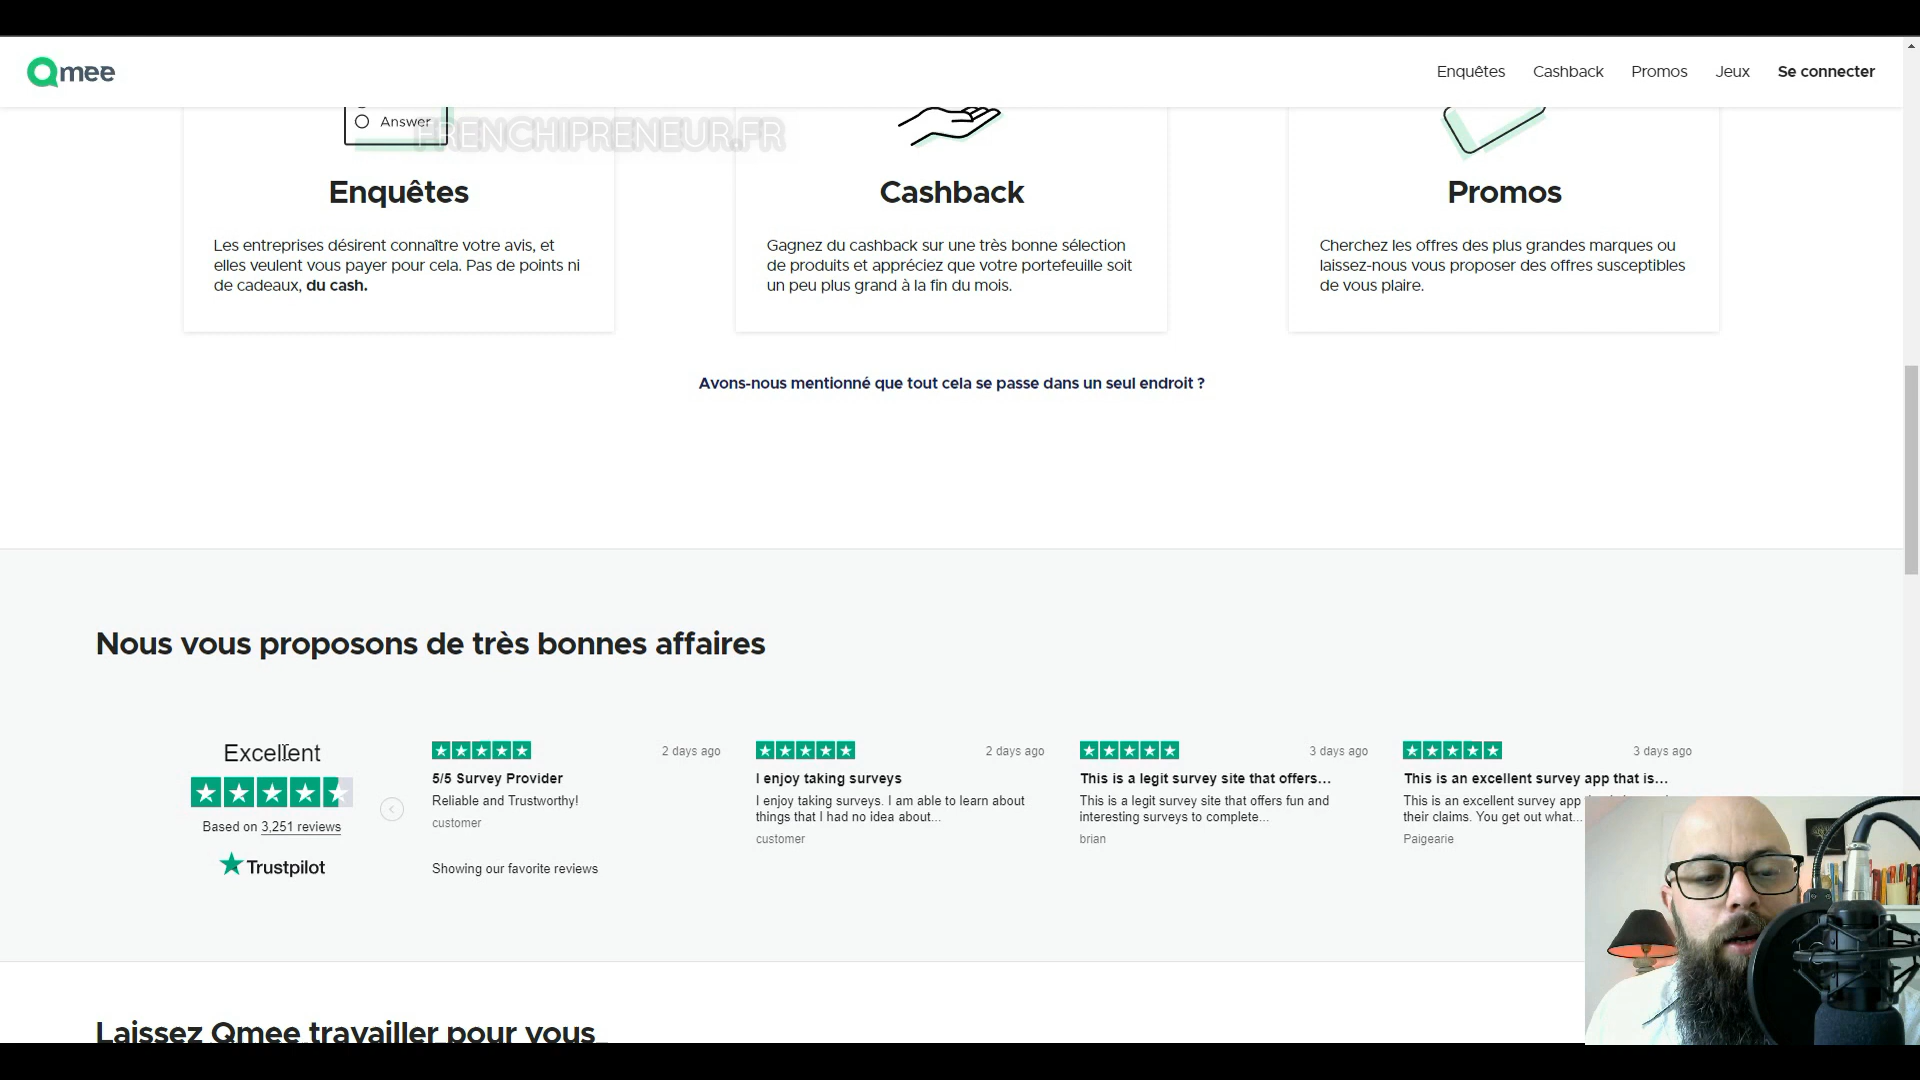 Qmee
Enquêtes
Cashback
Promos
Jeux
Se connecter
Answer
FRENCHIPRENEUR.FR
Enquêtes
Les entreprises désirent connaître votre avis, et
elles veulent vous payer pour cela. Pas de points ni
de cadeaux, du cash.
Cashback
Gagnez du cashback sur une très bonne sélection
de produits et appréciez que votre portefeuille soit
un peu plus grand à la fin du mois.
Promos
Cherchez les offres des plus grandes marques ou
laissez-nous vous proposer des offres susceptibles
de vous plaire.
Avons-nous mentionné que tout cela se passe dans un seul endroit ?
Nous vous proposons de très bonnes affaires
Excellent
Based on 3,251 reviews
Trustpilot
2 days ago
5/5 Survey Provider
Reliable and Trustworthy!
customer
Showing our favorite reviews
2 days ago
I enjoy taking surveys
I enjoy taking surveys. I am able to learn about
things that I had no idea about...
customer
3 days ago
This is a legit survey site that offers...
This is a legit survey site that offers fun and
interesting surveys to complete...
brian
3 days ago
This is an excellent survey app that is...
This is an excellent survey app
their claims. You get out what...
Paigearie
Laissez Qmee travailler pour vous